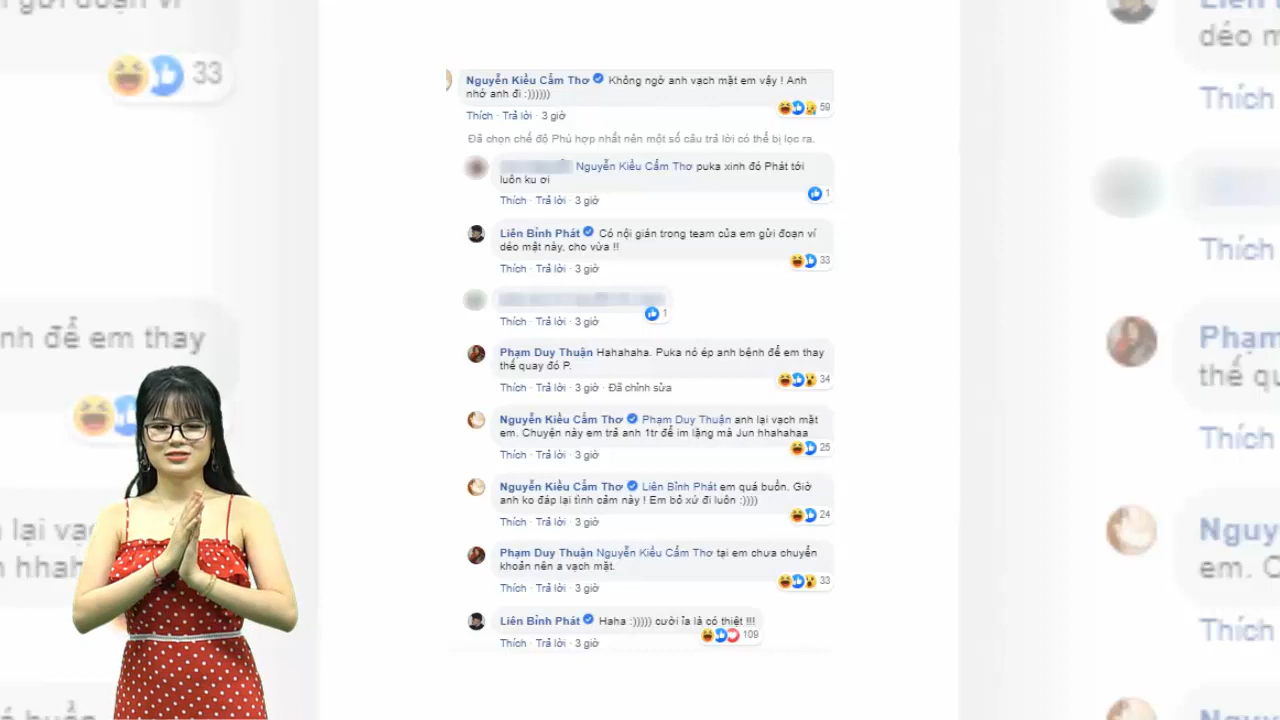 Nguyễn Kiều Cẩm Thơ Không ngờ anh vạch mặt em vậy ! Anh
nhớ anh đi :))))))
59
Thích · Trả lời · 3 giờ
Đã chọn chế độ Phù hợp nhất nên một số câu trả lời có thể bị lọc ra.
Nguyễn Kiều Cẩm Thơ puka xinh đó Phát tới
luôn ku ơi
Thích · Trả lời · 3 giờ
1
Liên Bỉnh Phát Có nội gián trong team của em gửi đoạn ví
déo mật này, cho vừa !!
33
Thích · Trả lời · 3 giờ
Thích · Trả lời · 3 giờ
1
Phạm Duy Thuận Hahahaha. Puka nó ép anh bệnh để em thay
thế quay đó P.
34
Thích · Trả lời · 3 giờ · Đã chỉnh sửa
Nguyễn Kiều Cẩm Thơ Phạm Duy Thuận anh lại vạch mặt
em. Chuyện này em trả anh 1tr để im lặng mà Jun hhahahaa
25
Thích · Trả lời · 3 giờ
Nguyễn Kiều Cẩm Thơ Liên Bỉnh Phát em quá buồn. Giờ
anh ko đáp lại tình cảm này ! Em bỏ xứ đi luôn :))))
24
Thích · Trả lời · 3 giờ
Phạm Duy Thuận Nguyễn Kiều Cẩm Thơ tại em chưa chuyển
khoản nên a vạch mặt.
33
Thích · Trả lời · 3 giờ
Liên Bỉnh Phát Haha :))))) cười ỉa là có thiệt !!!
109
Thích · Trả lời · 3 giờ
33
nh để em thay
Thích
Thích
Phạm
Thích
Thích